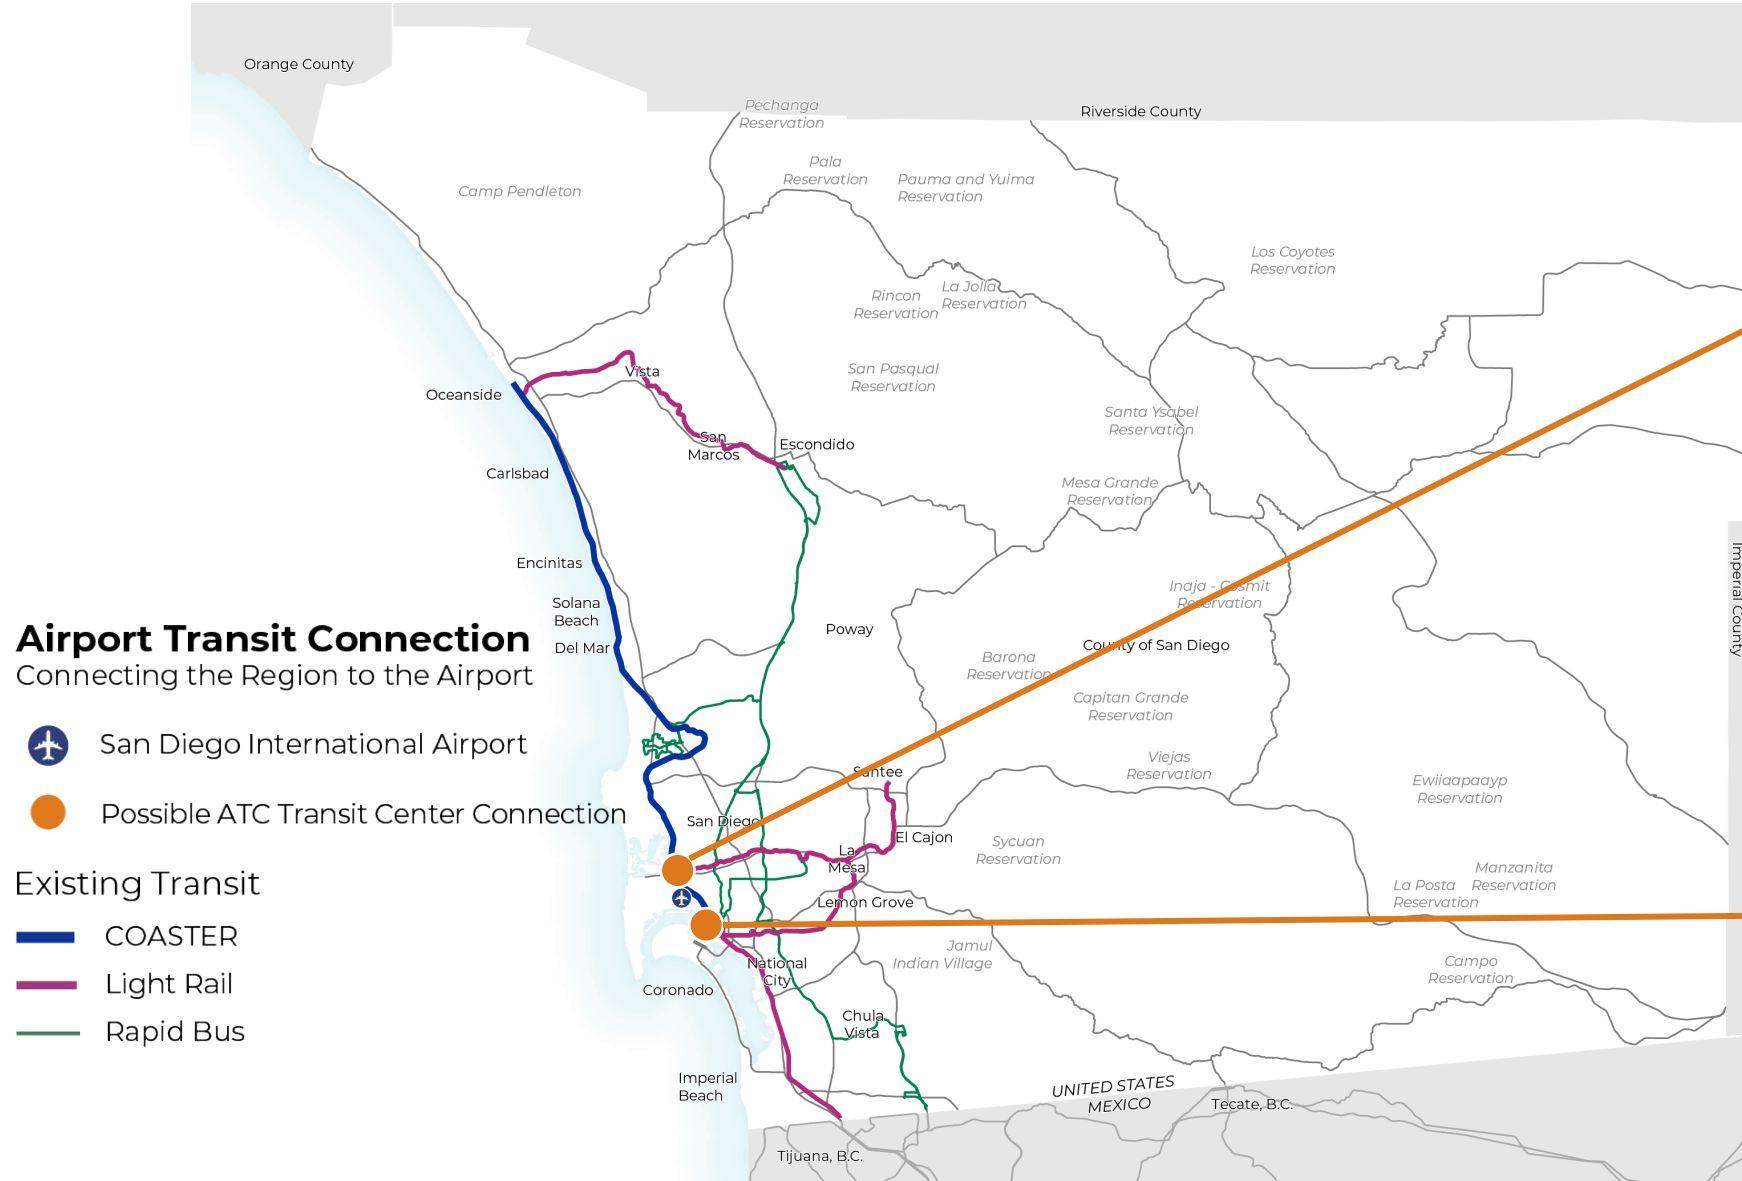 Orange County
Riverside County
Pechanga
Reservation
Pala
Reservation
Pauma and Yuima
Reservation
Camp Pendleton
Los Coyotes
Reservation
Rincon
Reservation
La Jolla
Reservation
Vista
San Pasqual
Reservation
Oceanside
Santa Ysabel
Reservation
San
Marcos
Escondido
Carlsbad
Mesa Grande
Reservation
Encinitas
Imperial County
Inaja - Cosmit
Reservation
Solana
Beach
Poway
Del Mar
County of San Diego
Barona
Reservation
Capitan Grande
Reservation
Airport Transit Connection
Connecting the Region to the Airport
San Diego International Airport
Possible ATC Transit Center Connection
Existing Transit
COASTER
Light Rail
Rapid Bus
Viejas
Reservation
Santee
Ewiiaapaayp
Reservation
San Diego
El Cajon
La
Mesa
Sycuan
Reservation
Manzanita
Reservation
La Posta
Reservation
Lemon Grove
Jamul
Indian Village
National
City
Campo
Reservation
Coronado
Chula
Vista
Imperial
Beach
UNITED STATES
MEXICO
Tecate, B.C.
Tijuana, B.C.